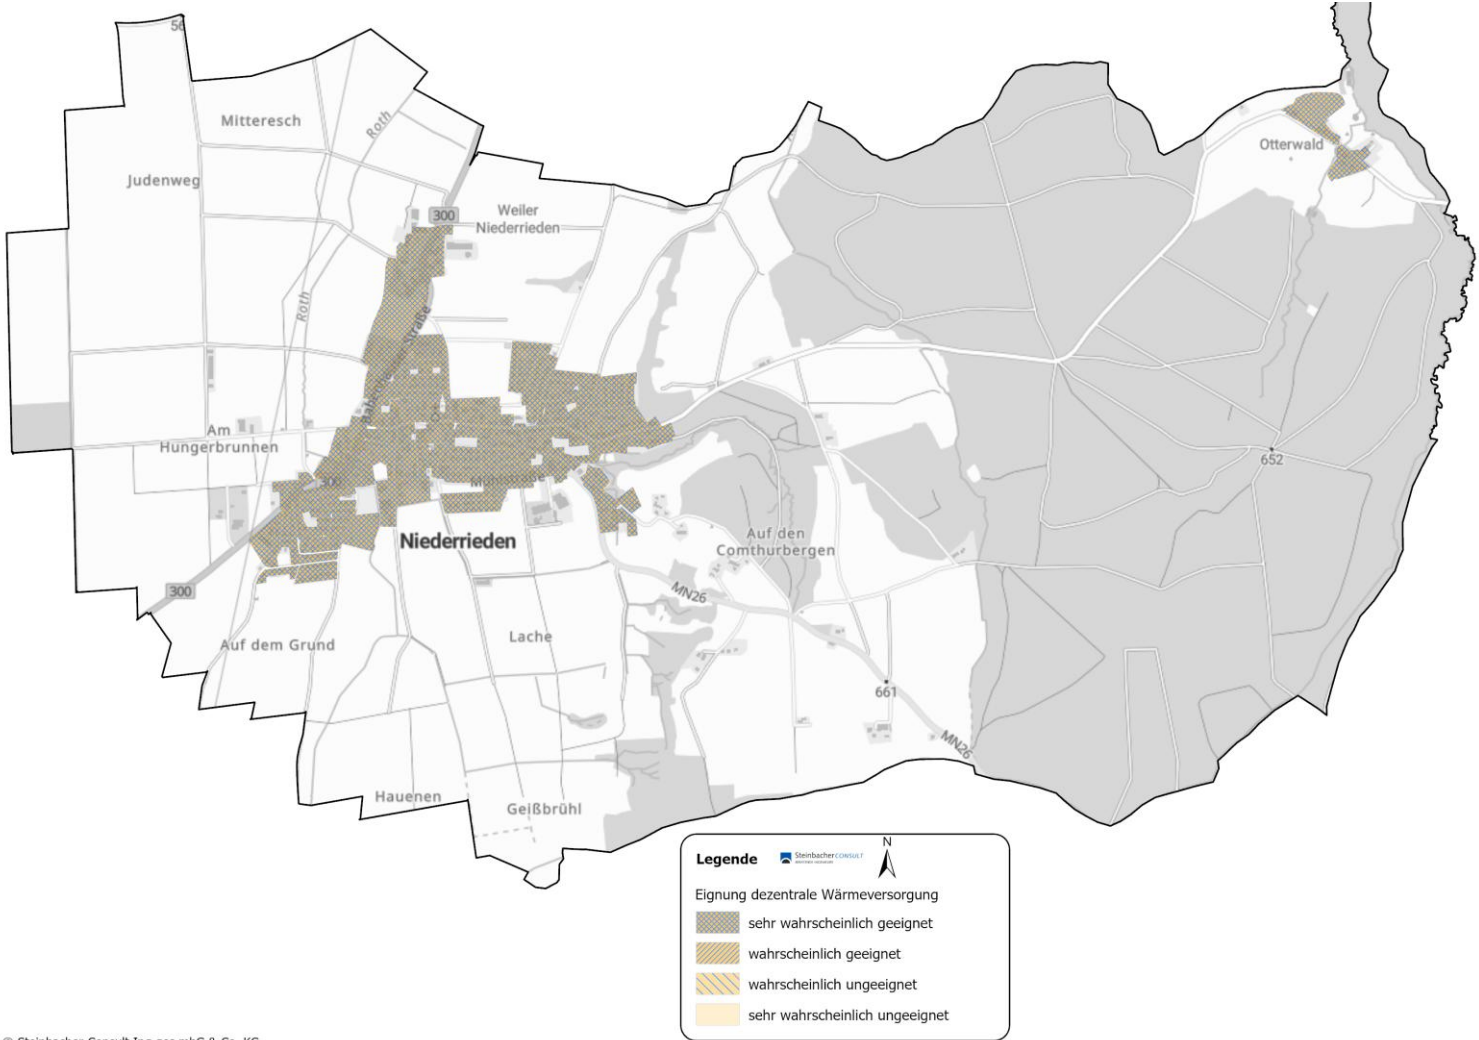 56
Mitteresch
Roth
Judenweg
300
Weiler
Niederrieden
Otterwald
Roth
Am
Hungerbrunnen
300
Mühlstraße
652
Niederrieden
Auf den
Comthurbergen
300
MN26
Auf dem Grund
Lache
661
MN26
Hauenen
Geißbrühl
Legende
SteinbacherCONSULT
N
Eignung dezentrale Wärmeversorgung
sehr wahrscheinlich geeignet
wahrscheinlich geeignet
wahrscheinlich ungeeignet
sehr wahrscheinlich ungeeignet